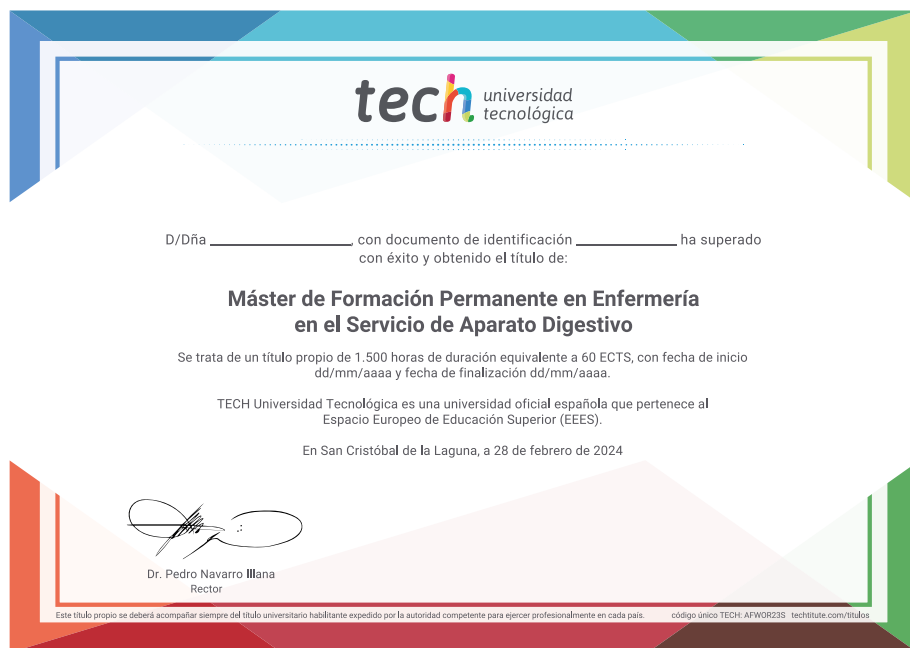 tech universidad
tecnológica
D/Dña ______________, con documento de identificación __________ ha superado
con éxito y obtenido el título de:
Máster de Formación Permanente en Enfermería
en el Servicio de Aparato Digestivo
Se trata de un título propio de 1.500 horas de duración equivalente a 60 ECTS, con fecha de inicio
dd/mm/aaaa y fecha de finalización dd/mm/aaaa.
TECH Universidad Tecnológica es una universidad oficial española que pertenece al
Espacio Europeo de Educación Superior (EEES).
En San Cristóbal de la Laguna, a 28 de febrero de 2024
Dr. Pedro Navarro Illana
Rector
Este título propio se deberá acompañar siempre del título universitario habilitante expedido por la autoridad competente para ejercer profesionalmente en cada país. código único TECH: AFWOR23S techtitute.com/titulos